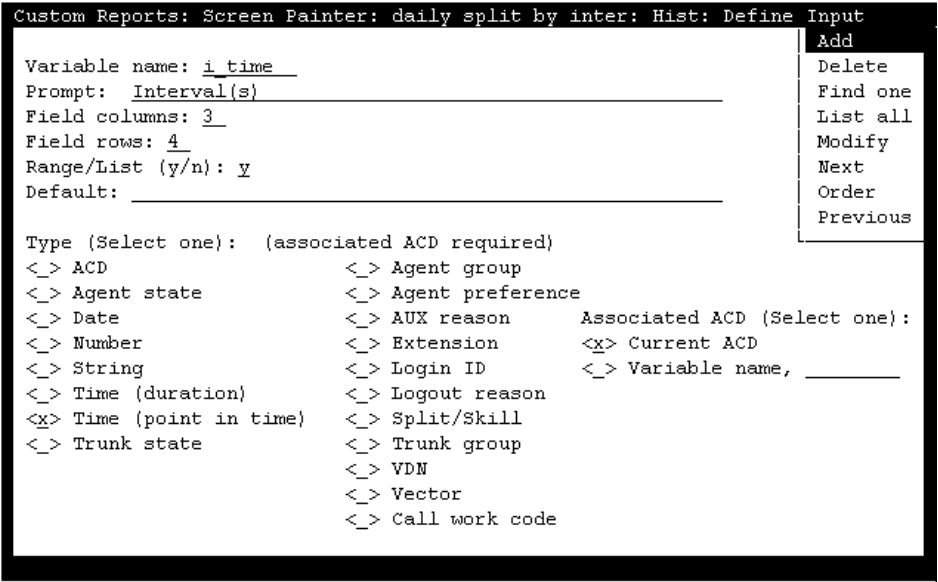 Custom Reports: Screen Painter: daily split by inter: Hist: Define Input
Add
Variable name: i_time
Delete
Prompt: Interval(s)
Find one
Field columns: 3
List all
Field rows: 4
Modify
Range/List (y/n): y
Next
Default:
Order
Previous
Type (Select one): (associated ACD required)
<_> ACD <_> Agent group
<_> Agent state <_> Agent preference
<_> Date <_> AUX reason Associated ACD (Select one):
<_> Number <_> Extension <x> Current ACD
<_> String <_> Login ID <_> Variable name, ________
<_> Time (duration) <_> Logout reason
<x> Time (point in time) <_> Split/Skill
<_> Trunk state <_> Trunk group
<_> VDN
<_> Vector
<_> Call work code